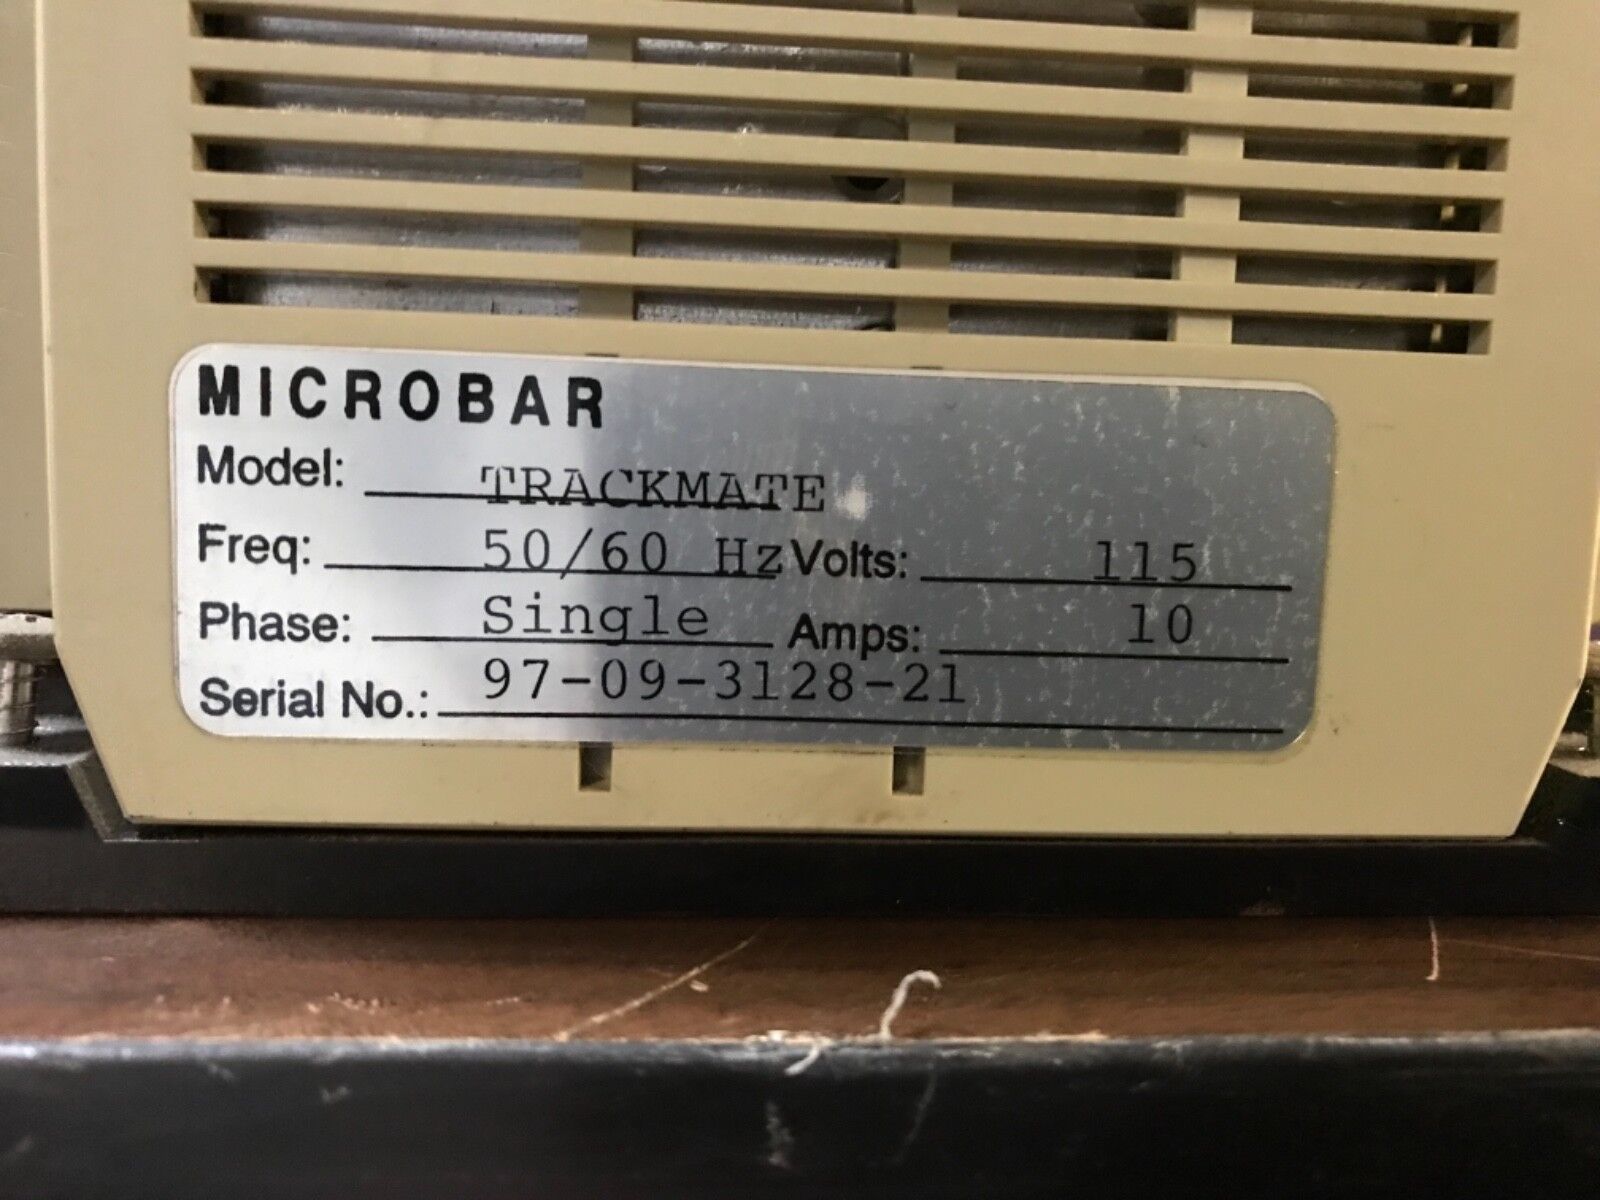 MICROBAR
Model: TRACKMATE
Freq: 50/60 Hz Volts: 115
Phase: Single Amps: 10
Serial No.: 97-09-3128-21